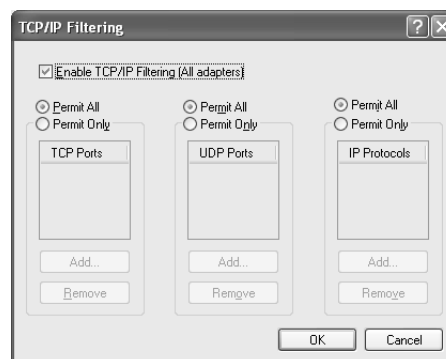 TCP/IP Filtering
Enable TCP/IP Filtering (All adapters)
Permit All Permit All Permit All
Permit Only Permit Only Permit Only
TCP Ports UDP Ports IP Protocols
Add... Add... Add...
Remove Remove Remove
OK Cancel